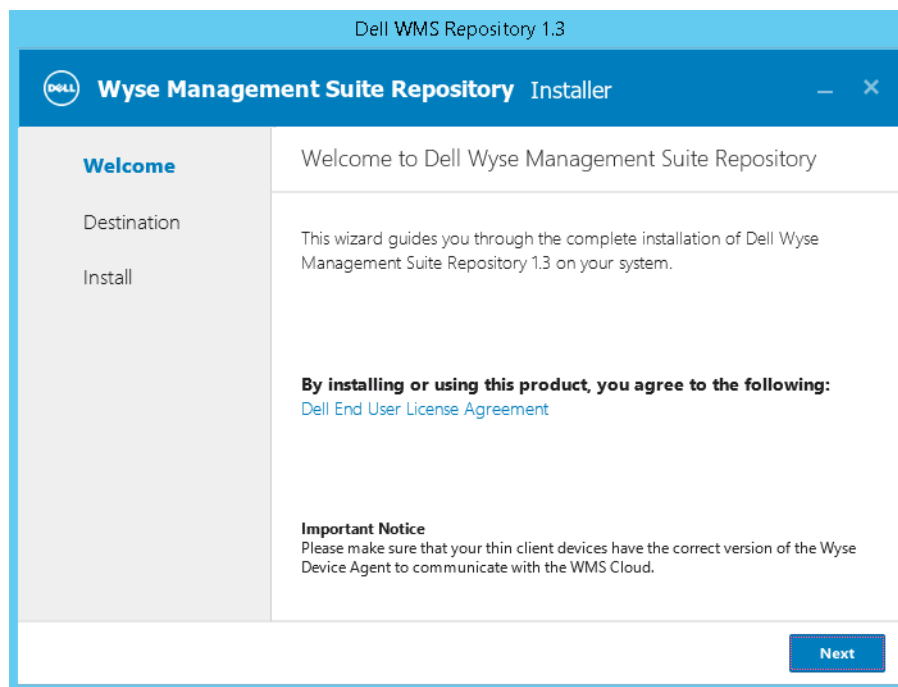 Dell WMS Repository 1.3
DELL Wyse Management Suite Repository Installer
Welcome
Destination
Install
Welcome to Dell Wyse Management Suite Repository
This wizard guides you through the complete installation of Dell Wyse
Management Suite Repository 1.3 on your system.
By installing or using this product, you agree to the following:
Dell End User License Agreement
Important Notice
Please make sure that your thin client devices have the correct version of the Wyse
Device Agent to communicate with the WMS Cloud.
Next